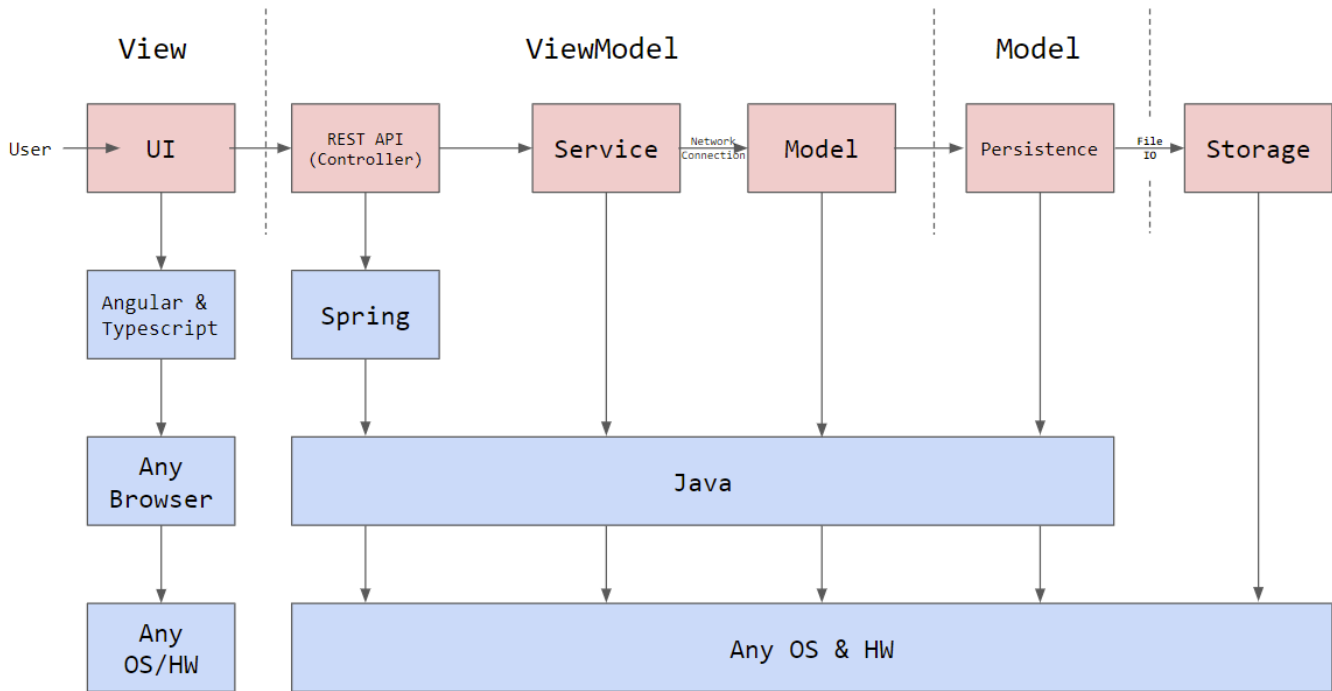 View
ViewModel
Model
User
UI
REST API
(Controller)
Service
Network
Connection
Model
Persistence
File
IO
Storage
Angular &
Typescript
Spring
Any
Browser
Java
Any
OS/HW
Any OS & HW